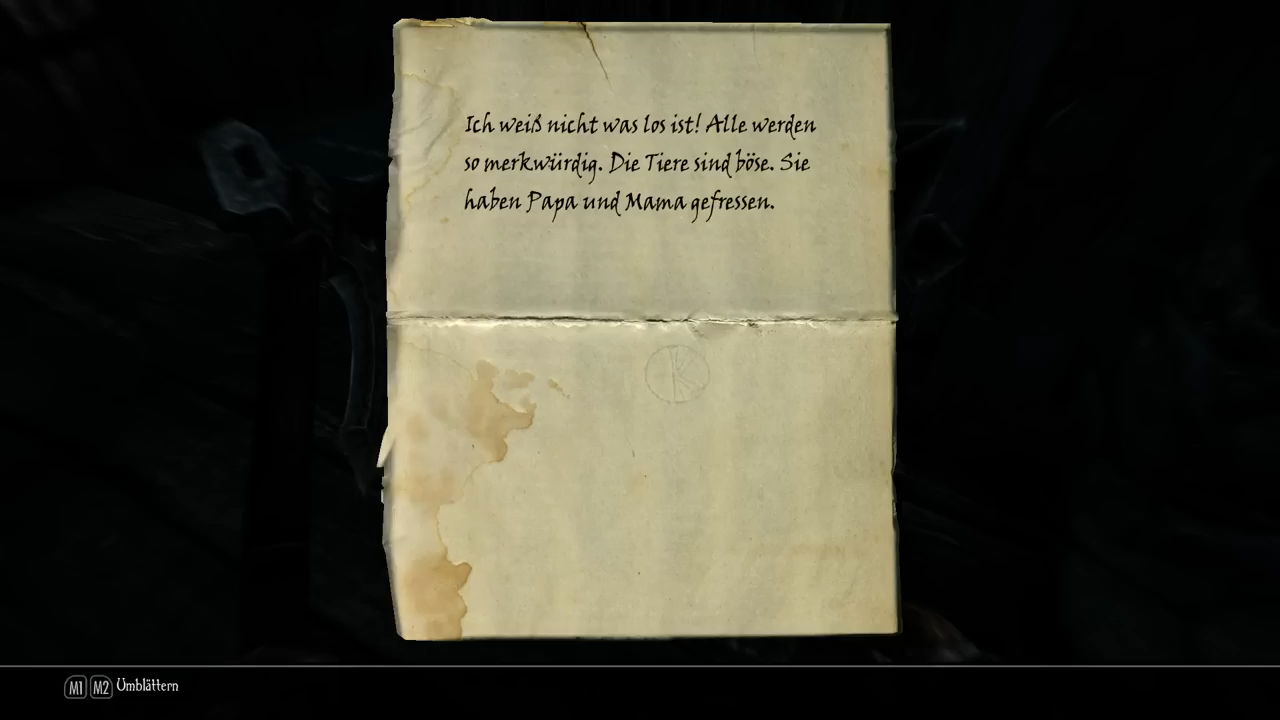 Ich weiß nicht was los ist! Alle werden
so merkwürdig. Die Tiere sind böse. Sie
haben Papa und Mama gefressen.
K
M1 M2 Umblättern